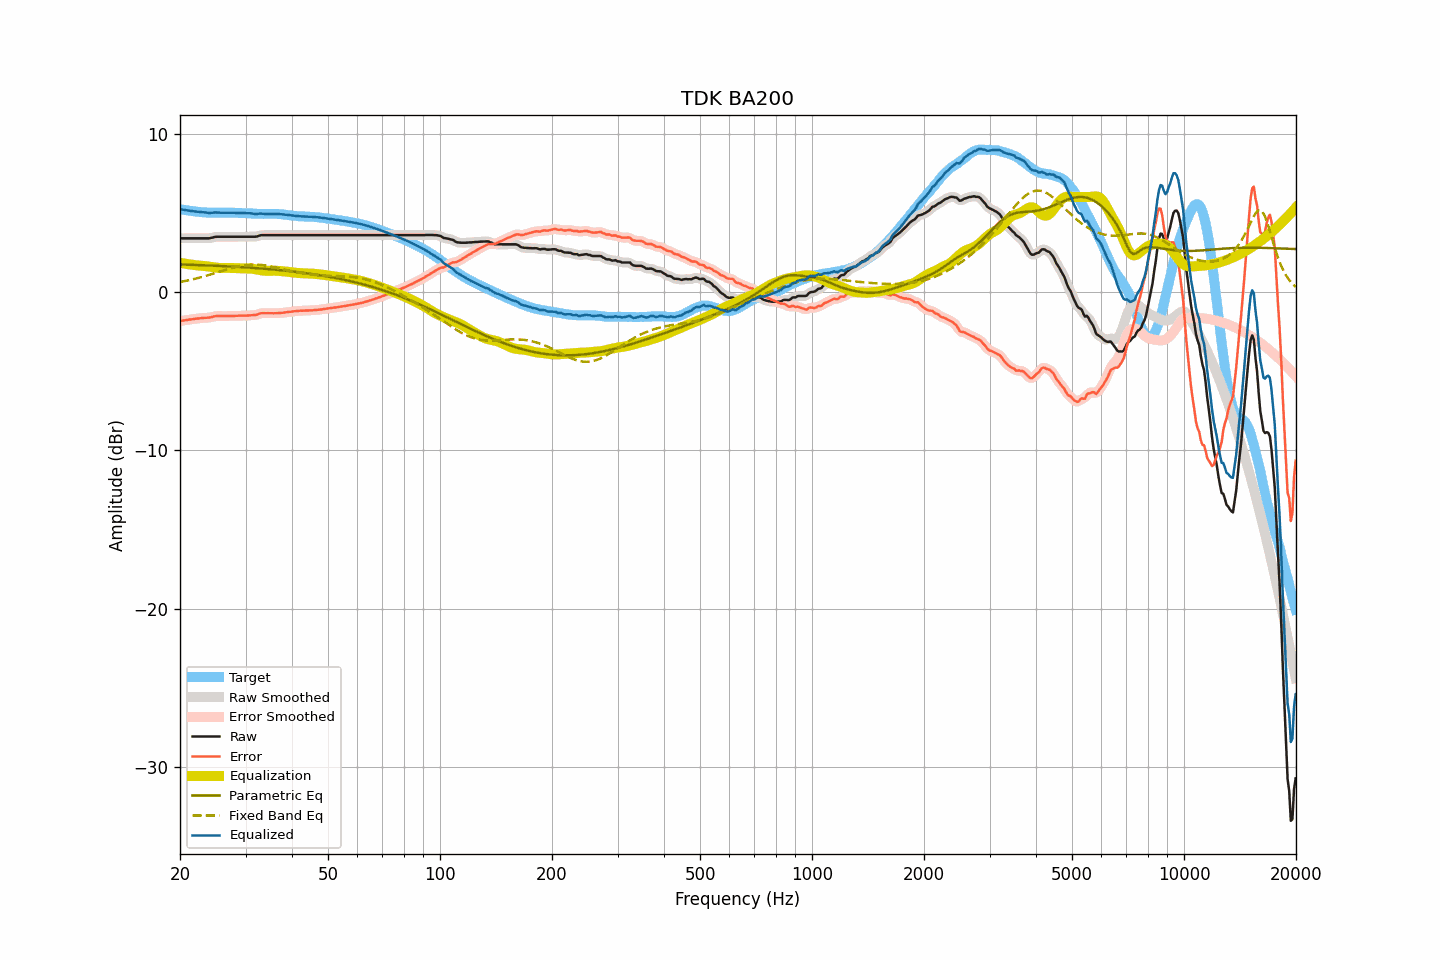 TDK BA200
10
0
−10
−20
−30
Amplitude (dBr)
Target
Raw Smoothed
Error Smoothed
Raw
Error
Equalization
Parametric Eq
Fixed Band Eq
Equalized
20 50 100 200 500 1000 2000 5000 10000 20000
Frequency (Hz)